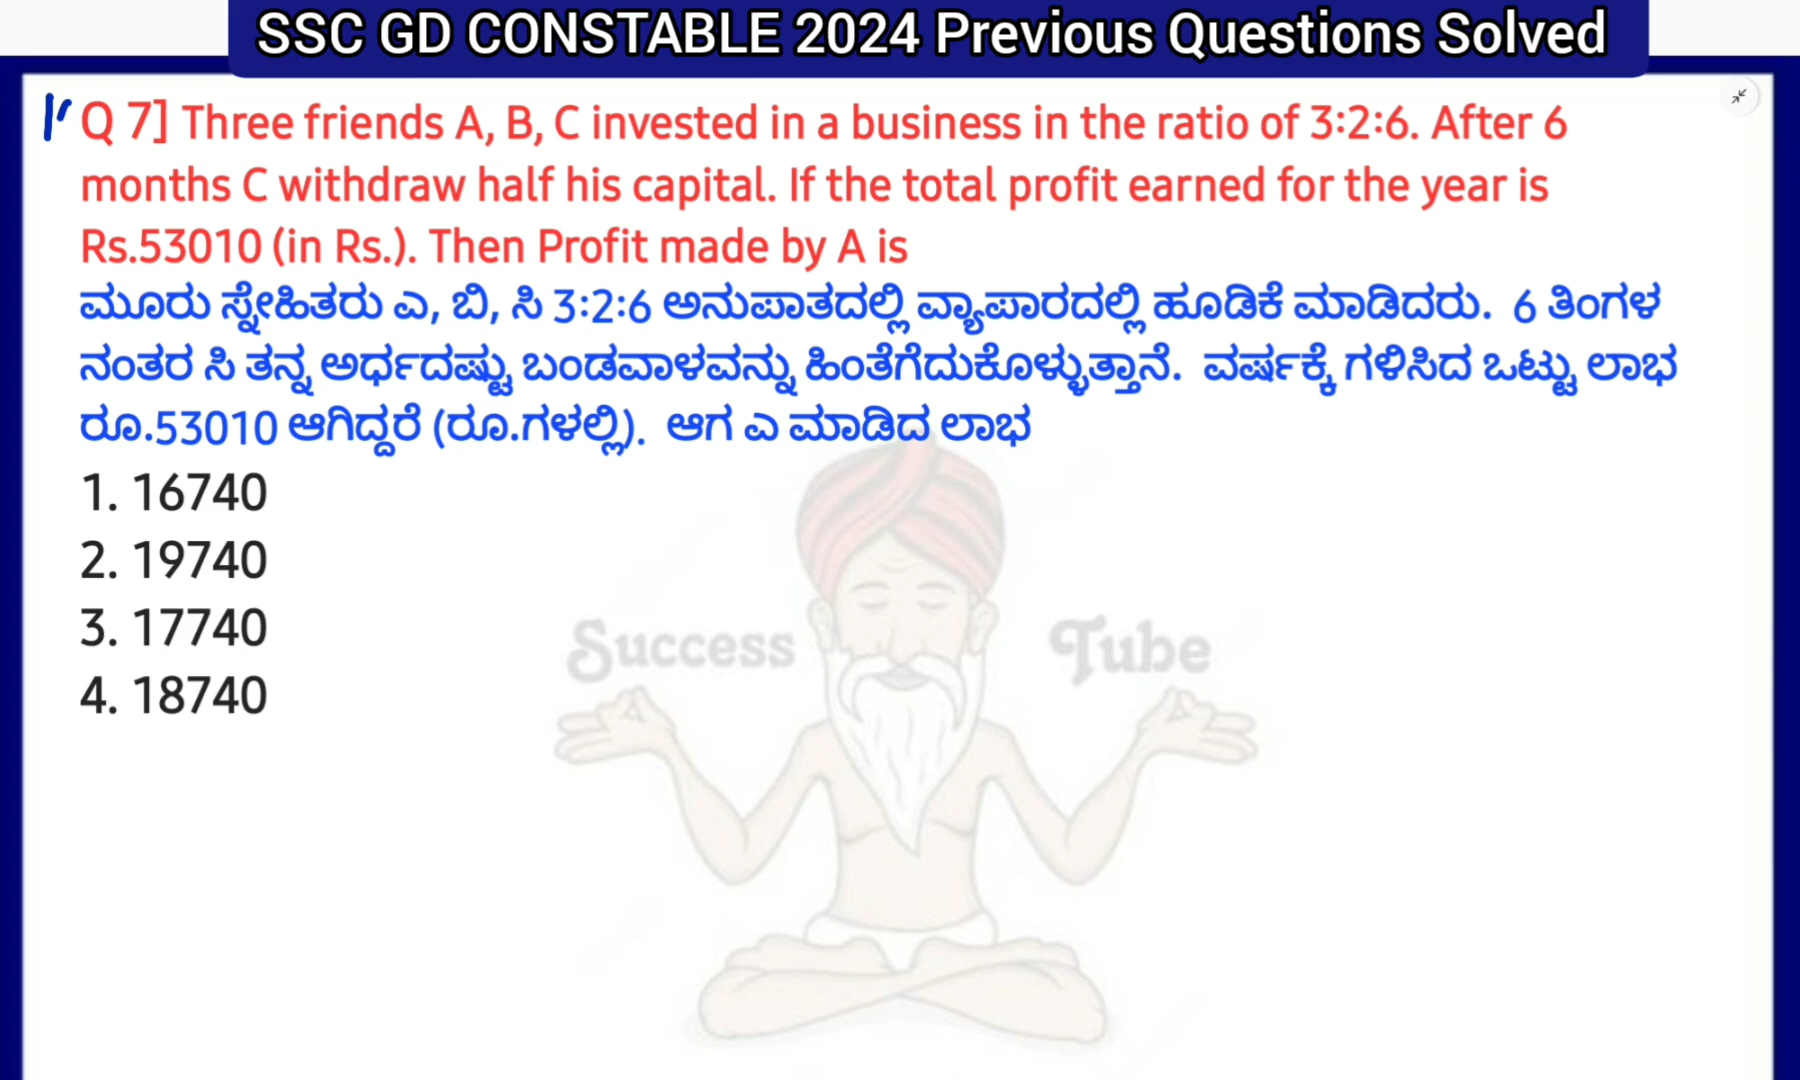 SSC GD CONSTABLE 2024 Previous Questions Solved
Q 7] Three friends A, B, C invested in a business in the ratio of 3:2:6. After 6
months C withdraw half his capital. If the total profit earned for the year is
Rs.53010 (in Rs.). Then Profit made by A is
ಮೂರು ಸ್ನೇಹಿತರು ಎ, ಬಿ, ಸಿ 3:2:6 ಅನುಪಾತದಲ್ಲಿ ವ್ಯಾಪಾರದಲ್ಲಿ ಹೂಡಿಕೆ ಮಾಡಿದರು. 6 ತಿಂಗಳ
ನಂತರ ಸಿ ತನ್ನ ಅರ್ಧದಷ್ಟು ಬಂಡವಾಳವನ್ನು ಹಿಂತೆಗೆದುಕೊಳ್ಳುತ್ತಾನೆ. ವರ್ಷಕ್ಕೆ ಗಳಿಸಿದ ಒಟ್ಟು ಲಾಭ
ರೂ.53010 ಆಗಿದ್ದರೆ (ರೂ.ಗಳಲ್ಲಿ). ಆಗ ಎ ಮಾಡಿದ ಲಾಭ
1. 16740
2. 19740
3. 17740
4. 18740
Success Tube